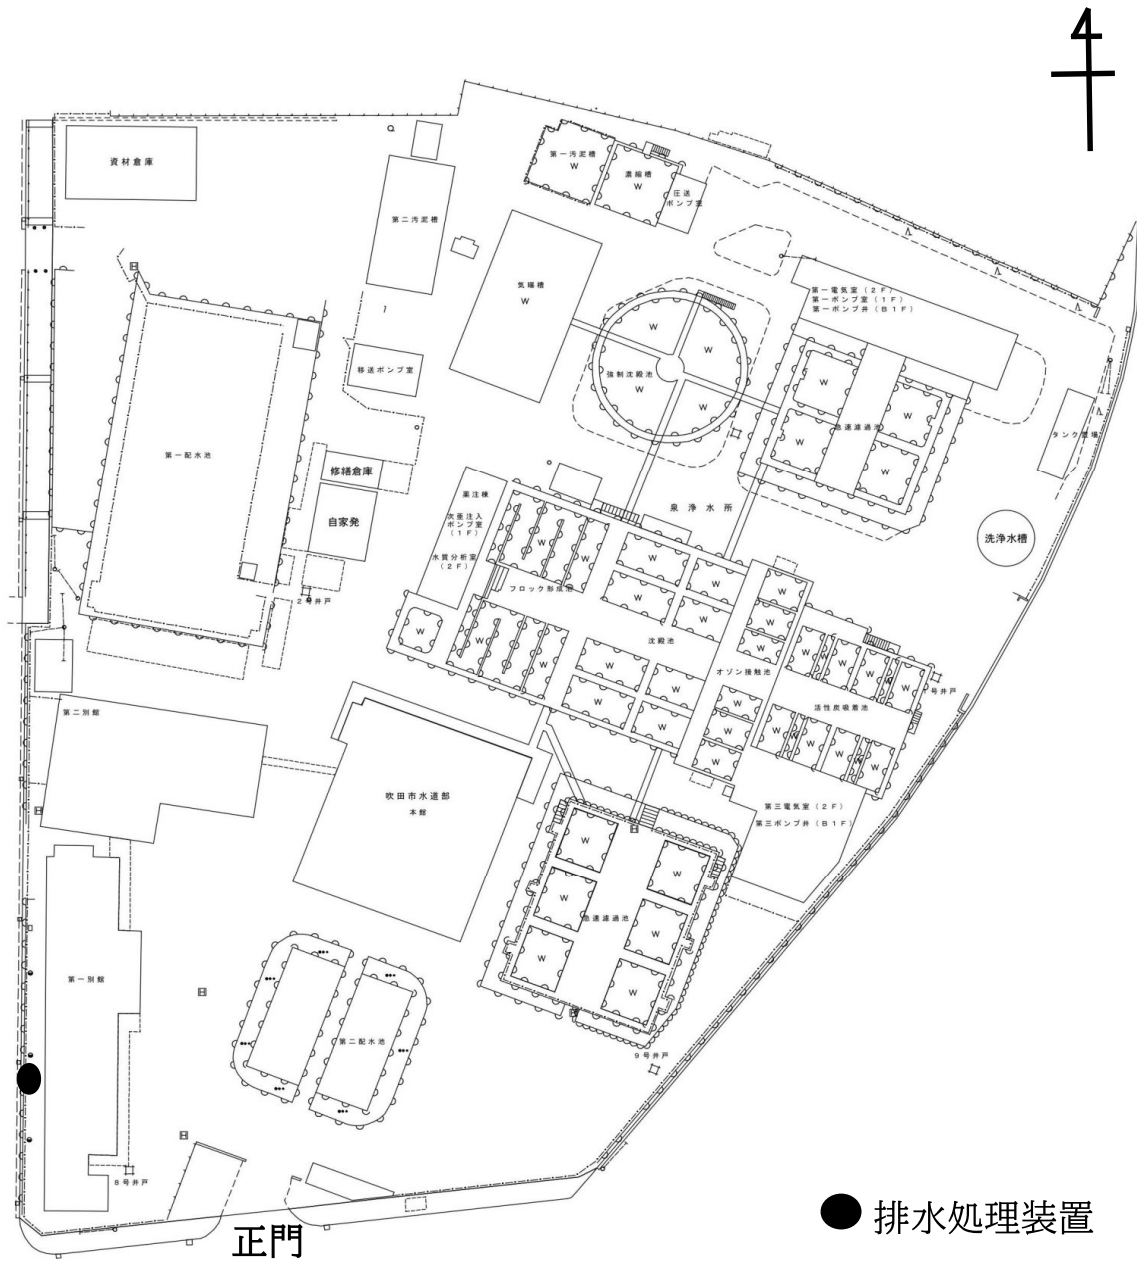 資材倉庫
第一汚泥槽
W
濃縮槽
W
圧送
ポンプ室
第二汚泥槽
気曝槽
W
第一電気室（2F）
第一ポンプ室（1F）
第一ポンプ井（B1F）
W
W
強制沈殿池
W
W
移送ポンプ室
W
W
急速濾過池
W
W
タンク置場
第一配水池
修繕倉庫
自家発
薬注棟
次亜注入
ポンプ室
（1F）
水質分析室
（2F）
泉浄水所
洗浄水槽
W
W
フロック形成池
2号井戸
W
W
W
W
W
沈殿池
W
W
W
W
W
W
W
W
W
オゾン接触池
W
W
W
W
W
W
W
W
W
W
W
1号井戸
活性炭吸着池
W
W
W
W
W
W
第二別館
吹田市水道部
本館
第三電気室（2F）
第三ポンプ井（B1F）
W
W
W
急速濾過池
W
W
W
第一別館
第二配水池
9号井戸
8号井戸
正門
排水処理装置